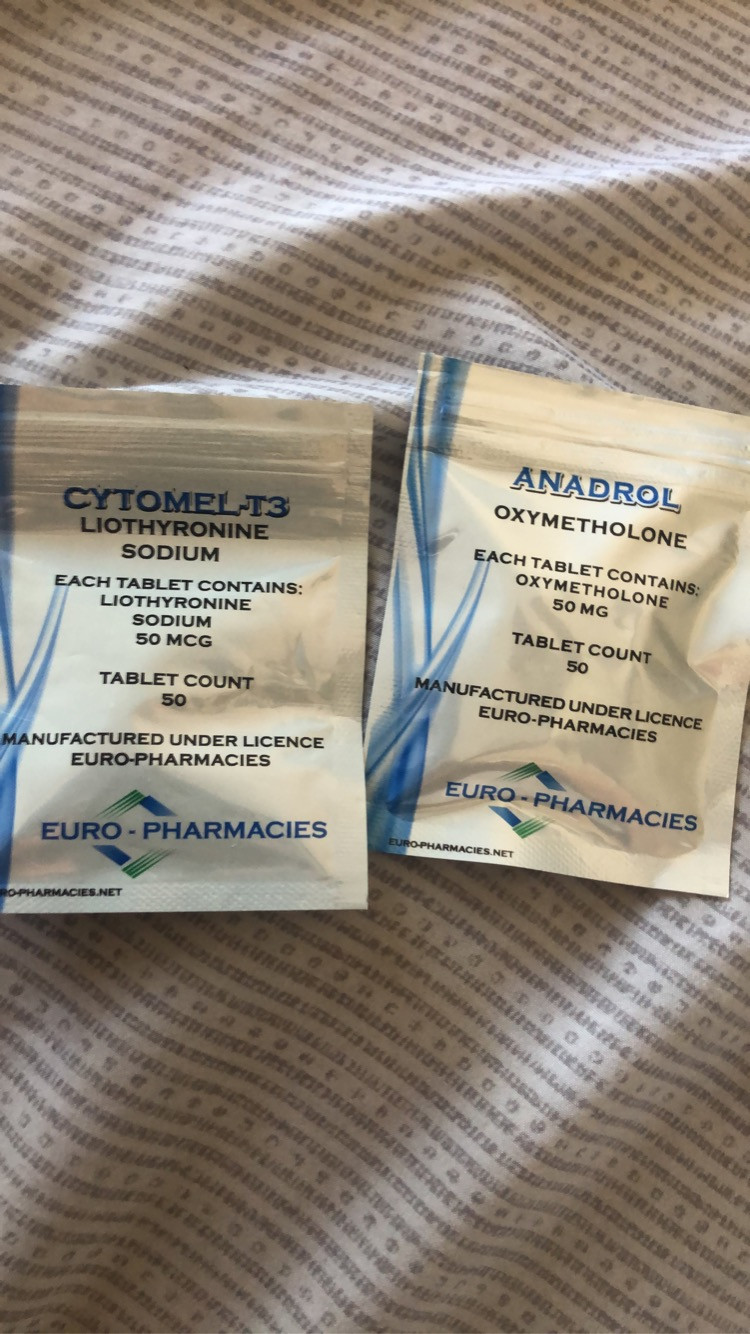 CYTOMEL-T3
LIOTHYRONINE
SODIUM
EACH TABLET CONTAINS:
LIOTHYRONINE
SODIUM
50 MCG
TABLET COUNT
50
MANUFACTURED UNDER LICENCE
EURO-PHARMACIES
EURO - PHARMACIES
RO-PHARMACIES.NET
ANADROL
OXYMETHOLONE
EACH TABLET CONTAINS:
OXYMETHOLONE
50 MG
TABLET COUNT
50
MANUFACTURED UNDER LICENCE
EURO-PHARMACIES
EURO - PHARMACIES
EURO-PHARMACIES.NET